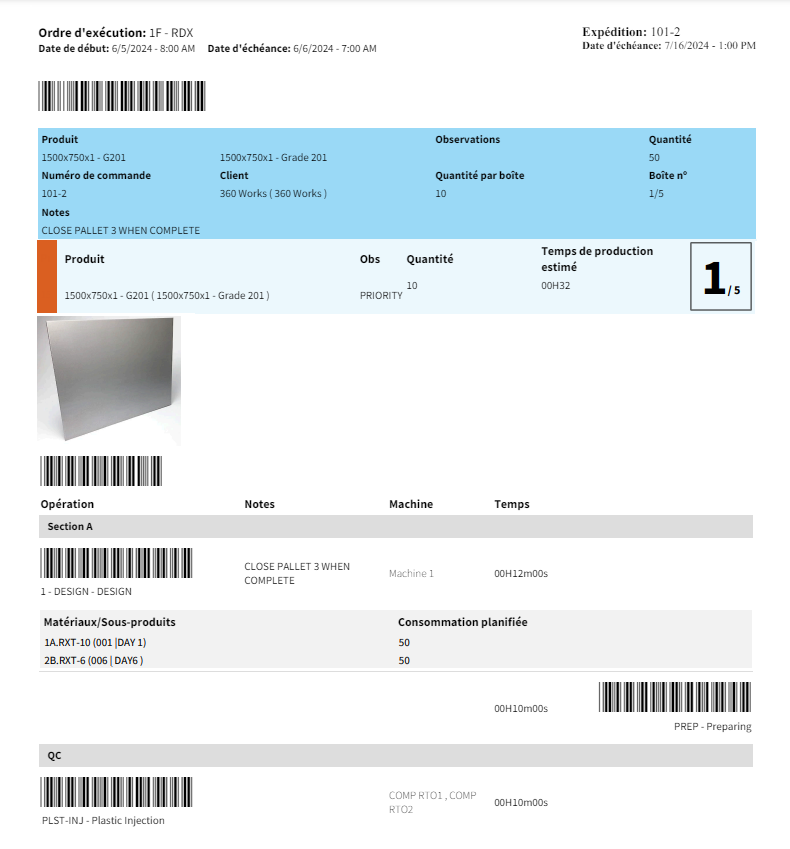 Ordre d'exécution: 1F - RDX
Date de début: 6/5/2024 - 8:00 AM Date d'échéance: 6/6/2024 - 7:00 AM
Expédition: 101-2
Date d'échéance: 7/16/2024 - 1:00 PM
Produit Observations Quantité
1500x750x1 - G201 1500x750x1 - Grade 201 50
Numéro de commande Client Quantité par boîte Boîte nº
101-2 360 Works ( 360 Works ) 10 1/5
Notes
CLOSE PALLET 3 WHEN COMPLETE
Produit Obs Quantité Temps de production estimé
1500x750x1 - G201 ( 1500x750x1 - Grade 201 ) PRIORITY 10 00H32
1 / 5
Opération Notes Machine Temps
Section A
CLOSE PALLET 3 WHEN
COMPLETE
Machine 1 00H12m00s
1 - DESIGN - DESIGN
Matériaux/Sous-produits Consommation planifiée
1A.RXT-10 (001 |DAY 1) 50
2B.RXT-6 (006 | DAY6 ) 50
00H10m00s
PREP - Preparing
QC
COMP RTO1 , COMP
RTO2
00H10m00s
PLST-INJ - Plastic Injection